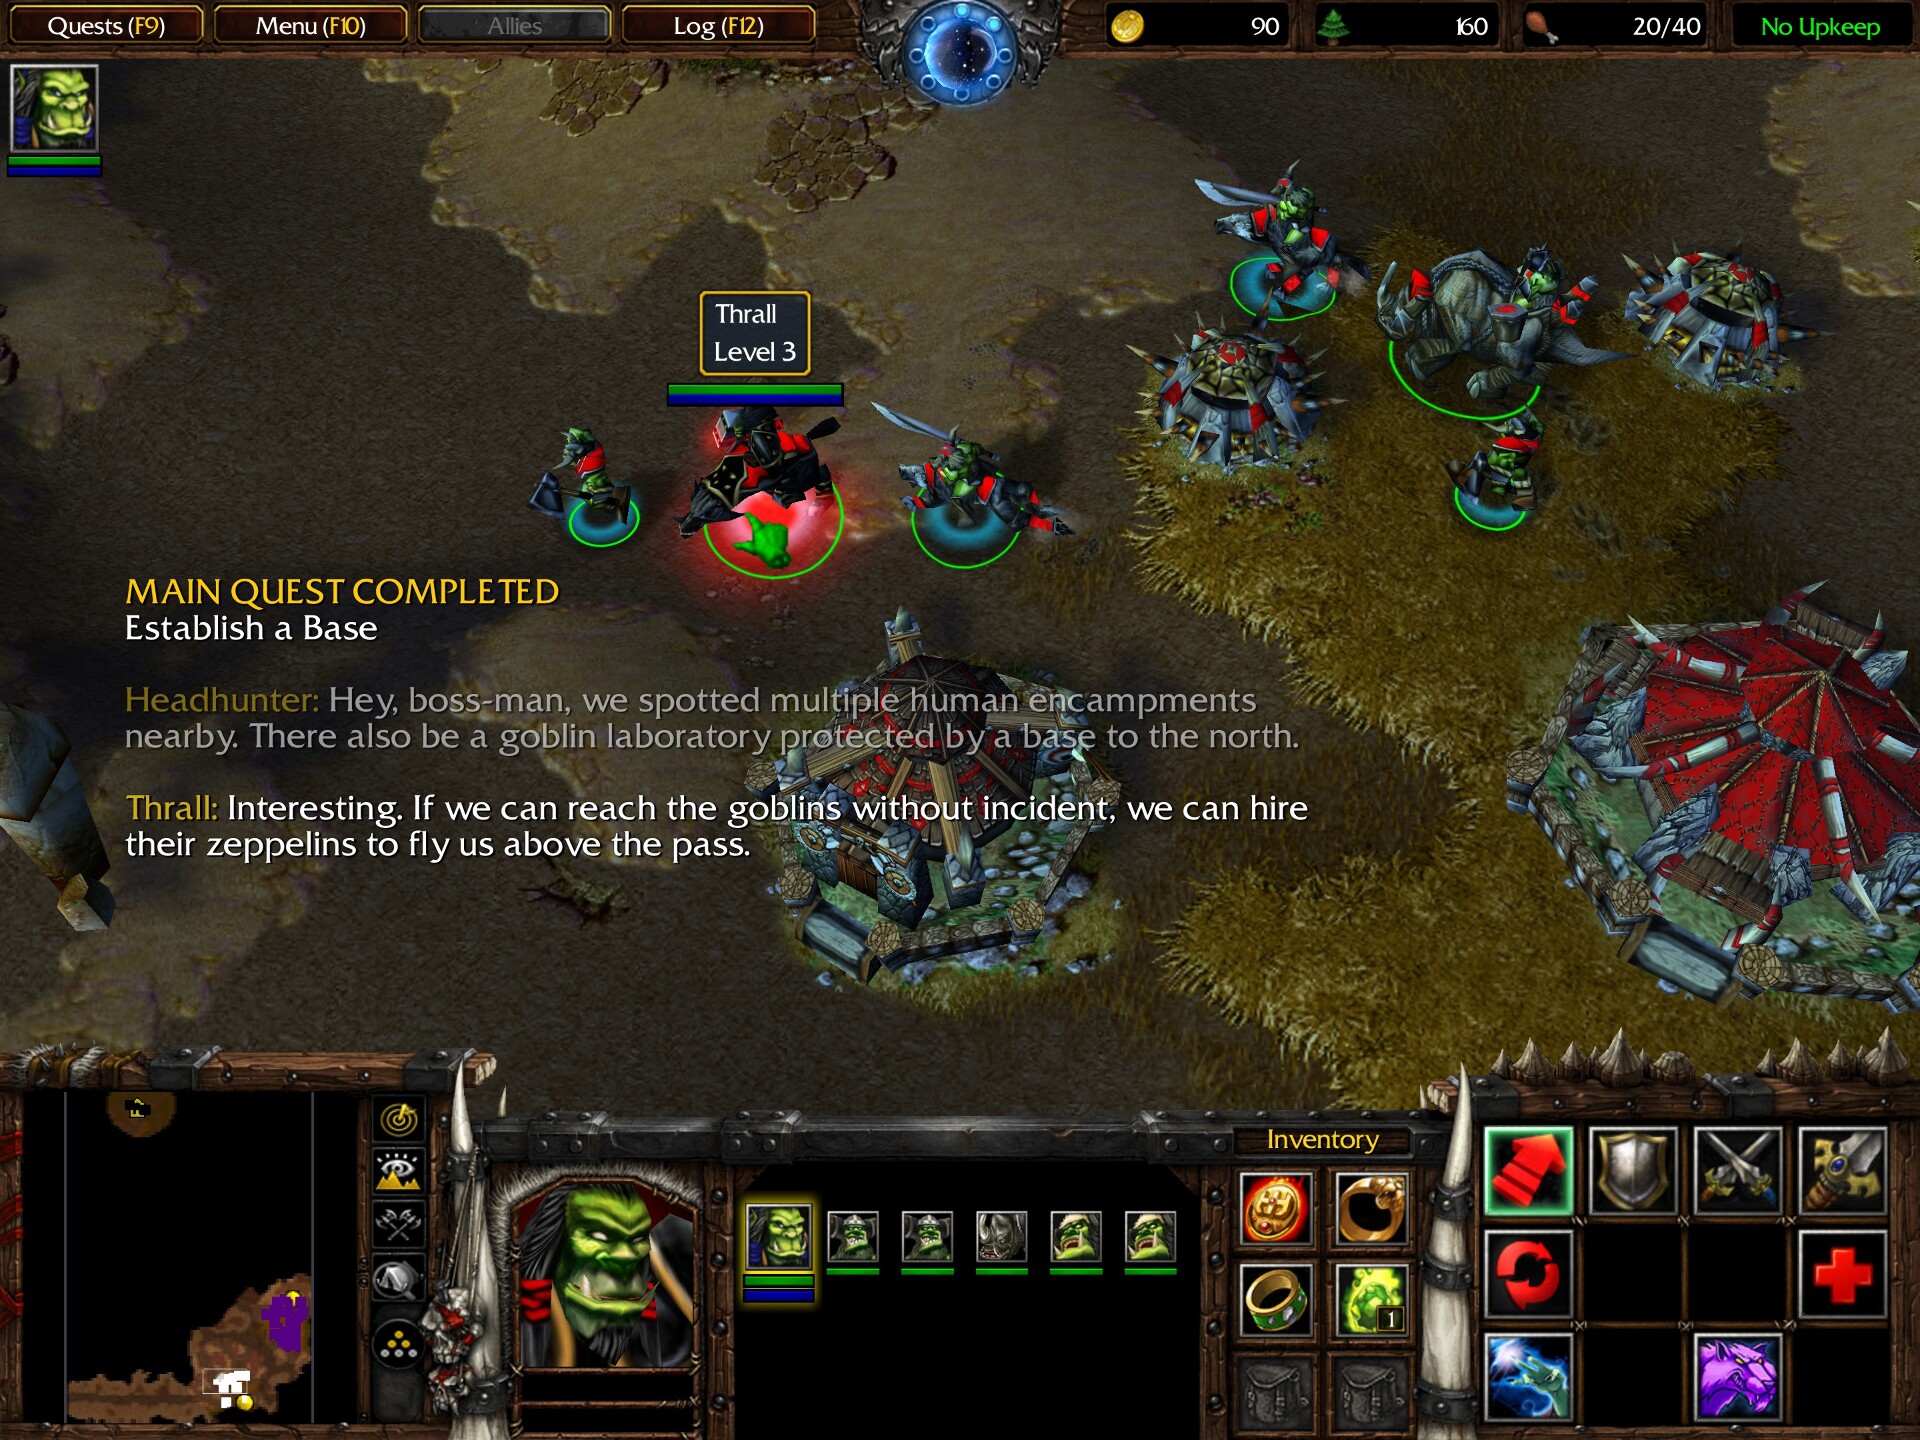 Quests (F9)
Menu (F10)
Allies
Log (F12)
90
160
20/40
No Upkeep
Thrall
Level 3
MAIN QUEST COMPLETED
Establish a Base
Headhunter: Hey, boss-man, we spotted multiple human encampments
nearby. There also be a goblin laboratory protected by a base to the north.
Thrall: Interesting. If we can reach the goblins without incident, we can hire
their zeppelins to fly us above the pass.
Inventory
1